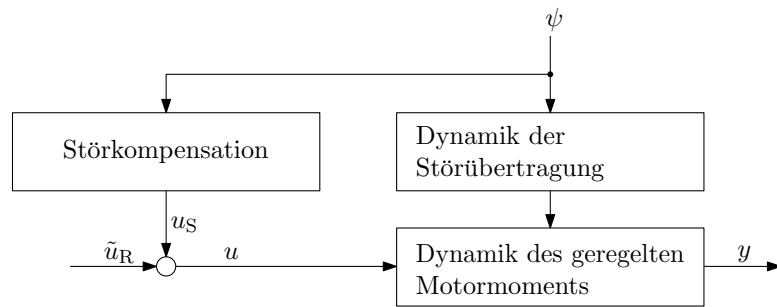 ψ
Störkompensation
Dynamik der
Störübertragung
u_S
ũ_R
u
Dynamik des geregelten
Motormoments
y